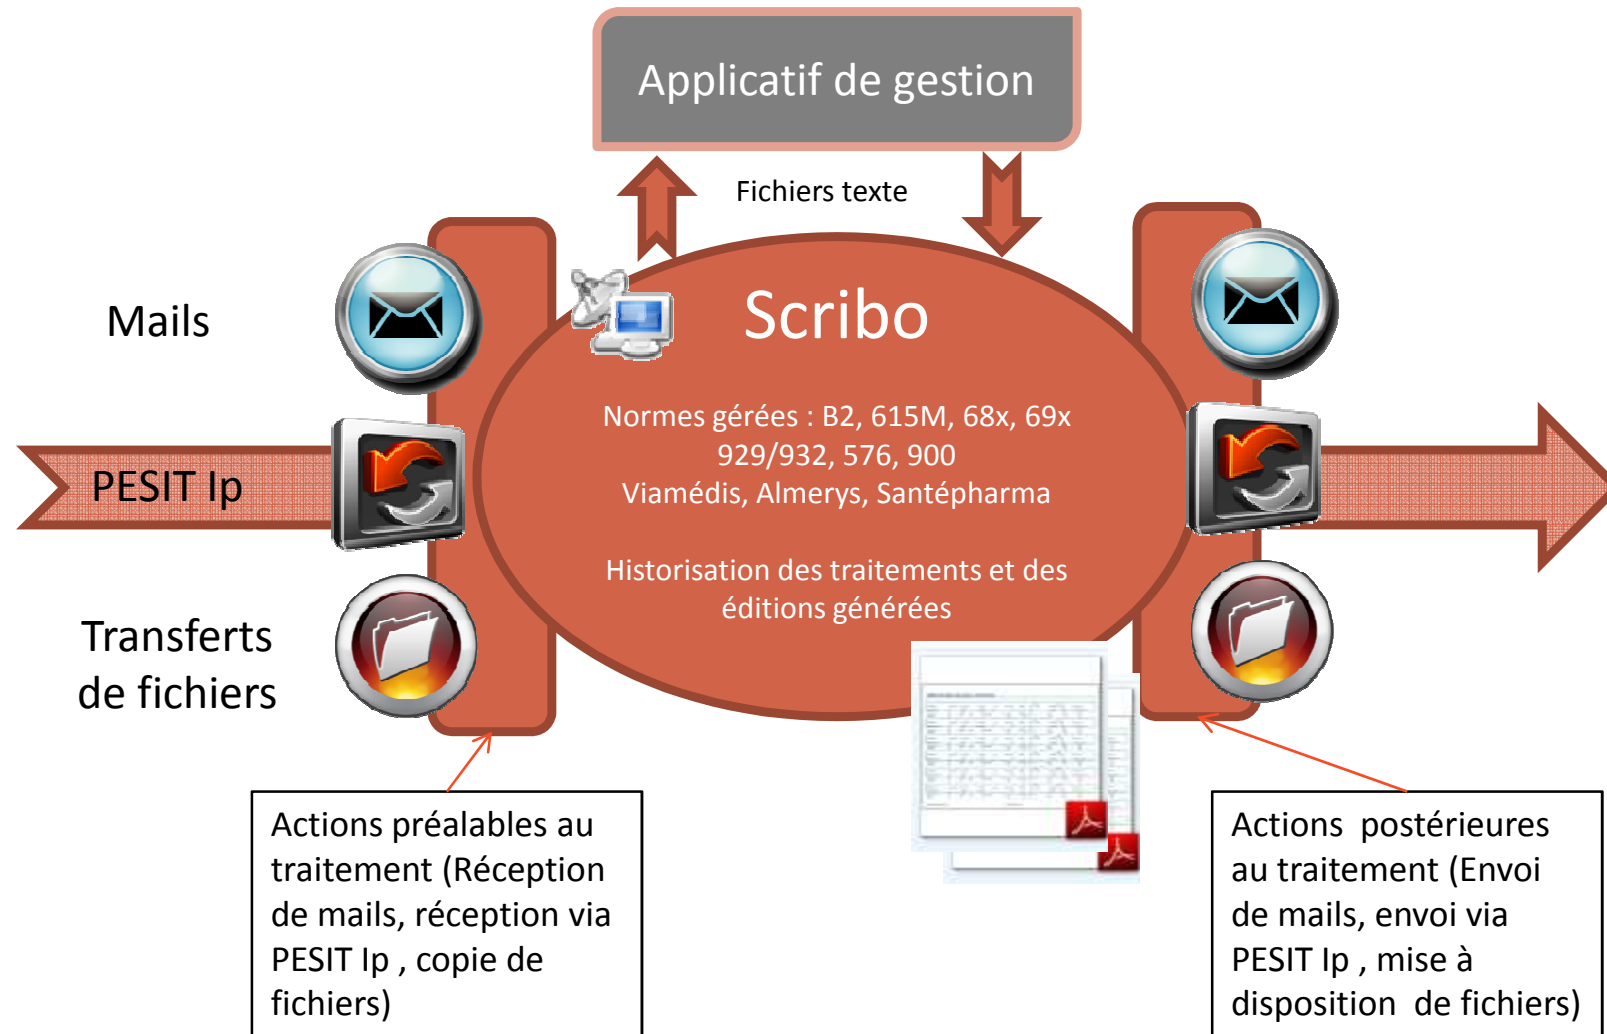 Applicatif de gestion
Fichiers texte
Mails
Scribo
Normes gérées : B2, 615M, 68x, 69x
929/932, 576, 900
Viamédis, Almerys, Santépharma
PESIT Ip
Historisation des traitements et des
éditions générées
Transferts
de fichiers
Actions préalables au
traitement (Réception
de mails, réception via
PESIT Ip , copie de
fichiers)
Actions  postérieures
au traitement (Envoi
de mails, envoi via
PESIT Ip , mise à
disposition  de fichiers)